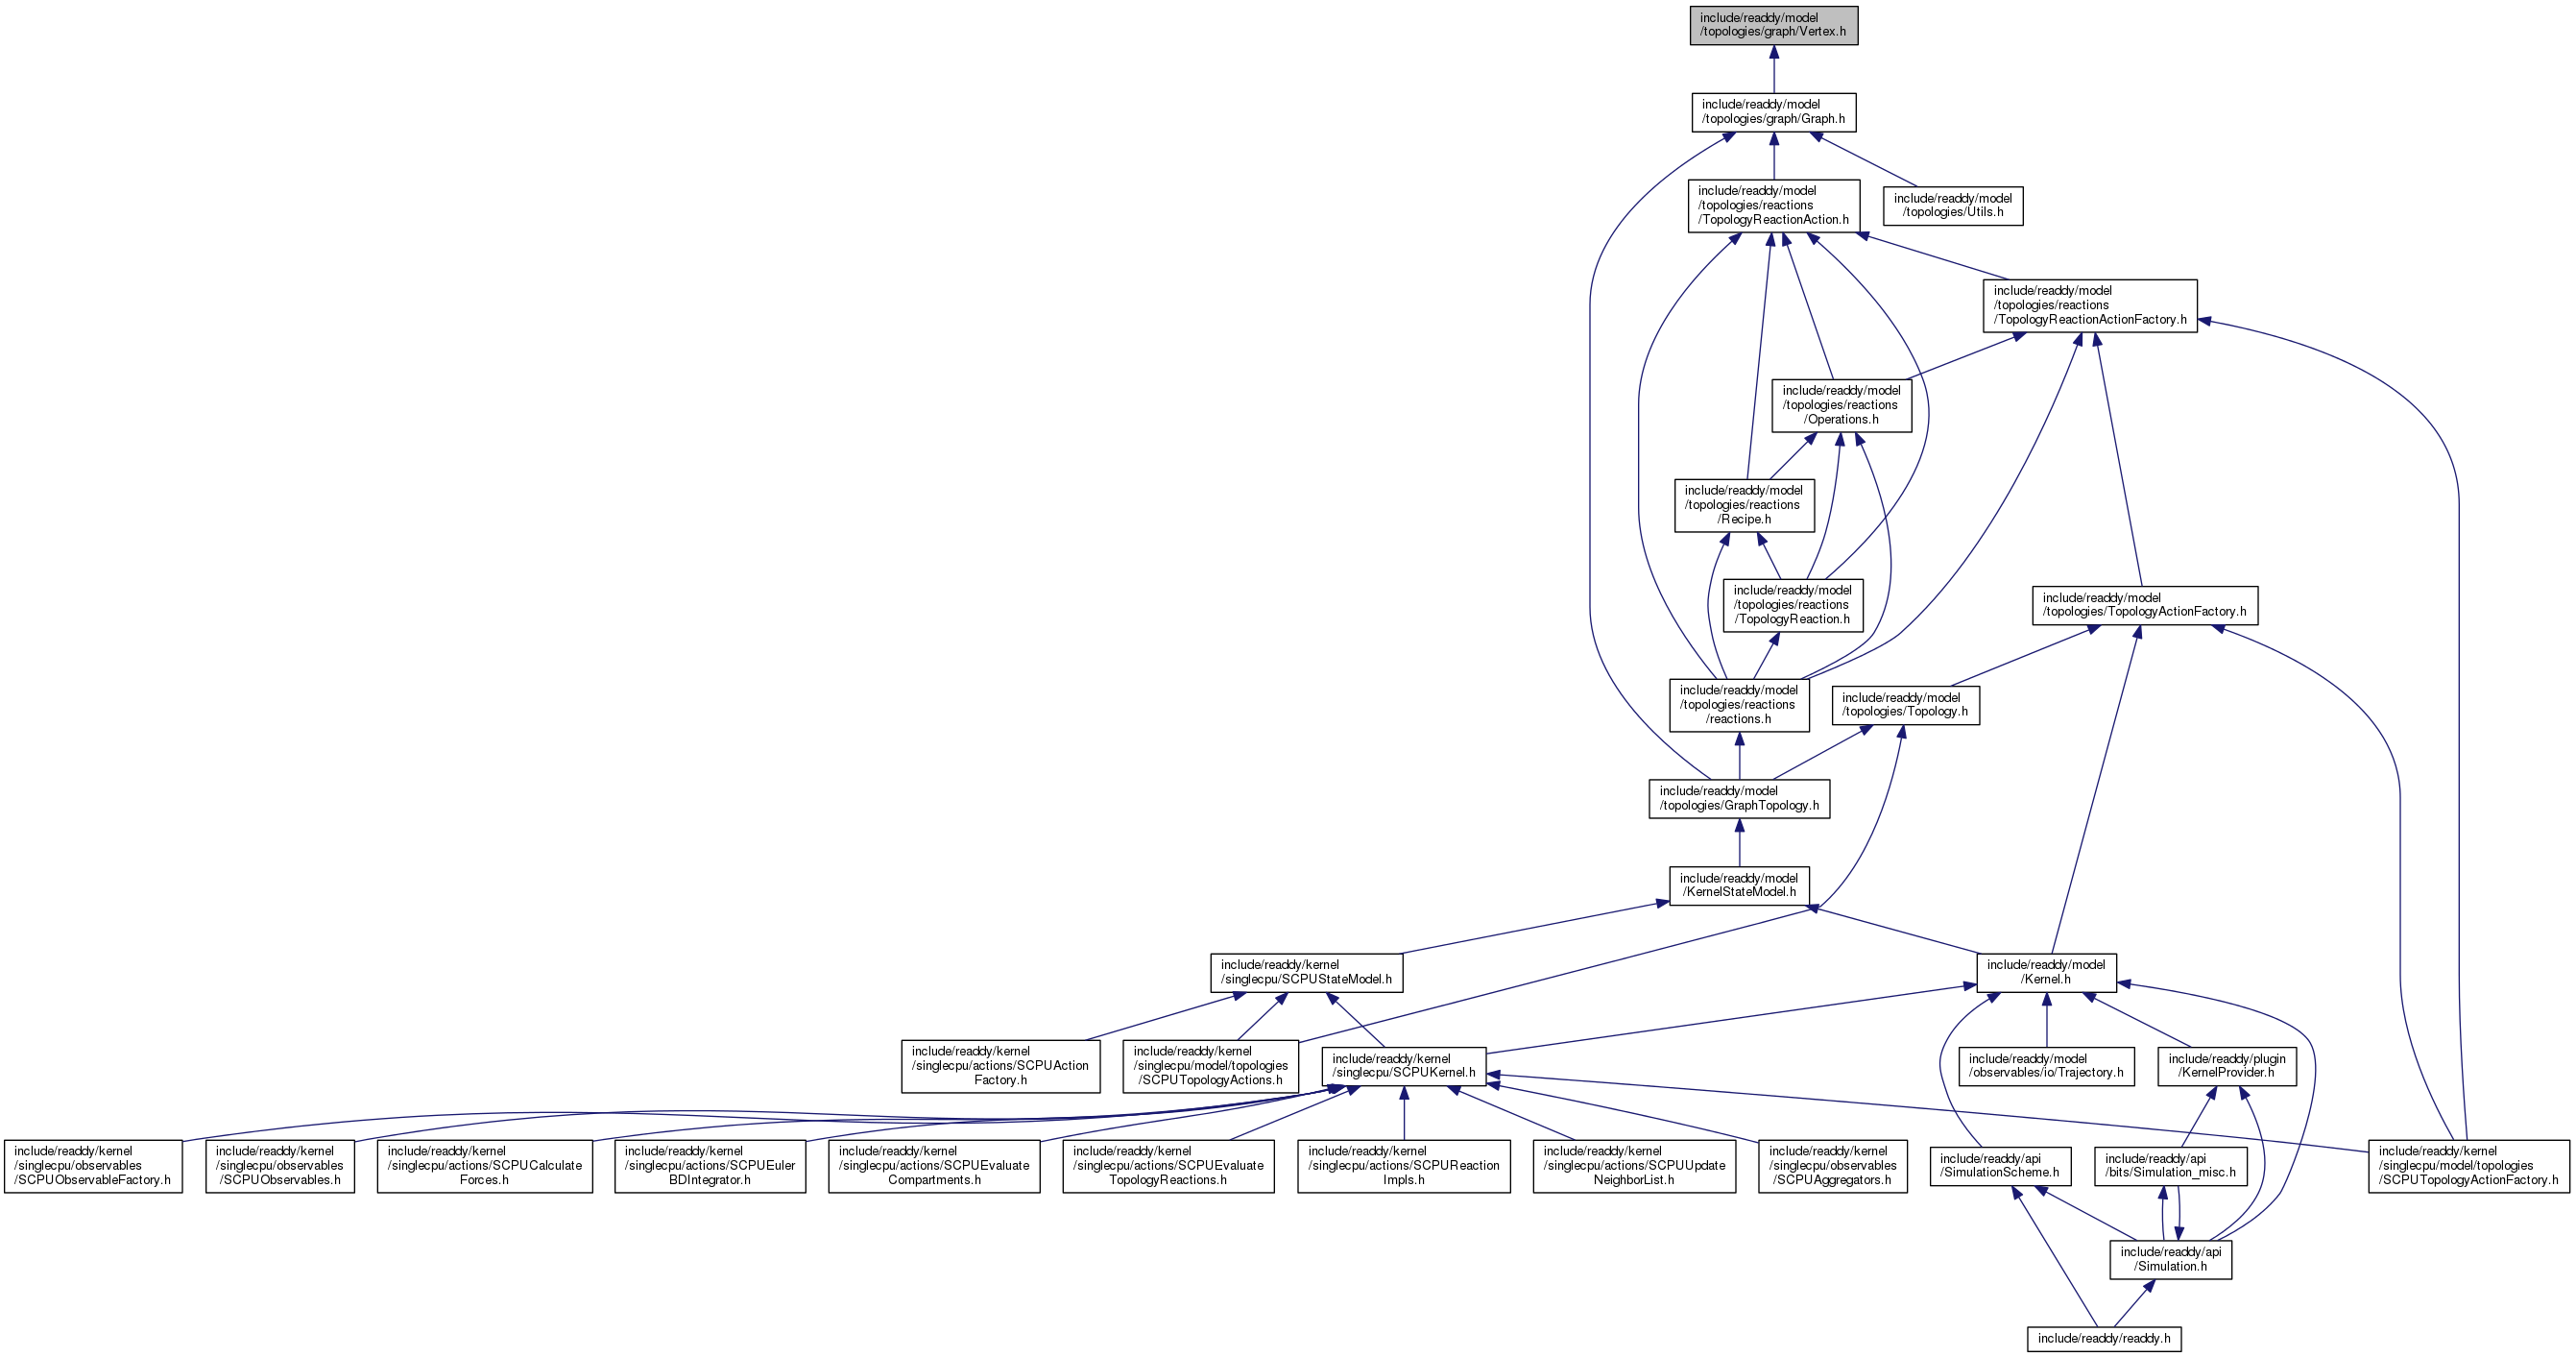 include/readdy/model
/topologies/graph/Vertex.h
include/readdy/model
/topologies/graph/Graph.h
include/readdy/model
/topologies/reactions
/TopologyReactionAction.h
include/readdy/model
/topologies/Utils.h
include/readdy/model
/topologies/reactions
/TopologyReactionActionFactory.h
include/readdy/model
/topologies/reactions
/Operations.h
include/readdy/model
/topologies/reactions
/Recipe.h
include/readdy/model
/topologies/reactions
/TopologyReaction.h
include/readdy/model
/topologies/TopologyActionFactory.h
include/readdy/model
/topologies/reactions
/reactions.h
include/readdy/model
/topologies/Topology.h
include/readdy/model
/topologies/GraphTopology.h
include/readdy/model
/KernelStateModel.h
include/readdy/kernel
/singlecpu/SCPUStateModel.h
include/readdy/model
/Kernel.h
include/readdy/kernel
/singlecpu/actions/SCPUAction
Factory.h
include/readdy/kernel
/singlecpu/model/topologies
/SCPUTopologyActions.h
include/readdy/kernel
/singlecpu/SCPUKernel.h
include/readdy/model
/observables/io/Trajectory.h
include/readdy/plugin
/KernelProvider.h
include/readdy/kernel
/singlecpu/observables
/SCPUObservableFactory.h
include/readdy/kernel
/singlecpu/observables
/SCPUObservables.h
include/readdy/kernel
/singlecpu/actions/SCPUCalculate
Forces.h
include/readdy/kernel
/singlecpu/actions/SCPUEuler
BDIntegrator.h
include/readdy/kernel
/singlecpu/actions/SCPUEvaluate
Compartments.h
include/readdy/kernel
/singlecpu/actions/SCPUEvaluate
TopologyReactions.h
include/readdy/kernel
/singlecpu/actions/SCPUReaction
Impls.h
include/readdy/kernel
/singlecpu/actions/SCPUUpdate
NeighborList.h
include/readdy/kernel
/singlecpu/observables
/SCPUAggregators.h
include/readdy/api
/SimulationScheme.h
include/readdy/api
/bits/Simulation_misc.h
include/readdy/kernel
/singlecpu/model/topologies
/SCPUTopologyActionFactory.h
include/readdy/api
/Simulation.h
include/readdy/readdy.h